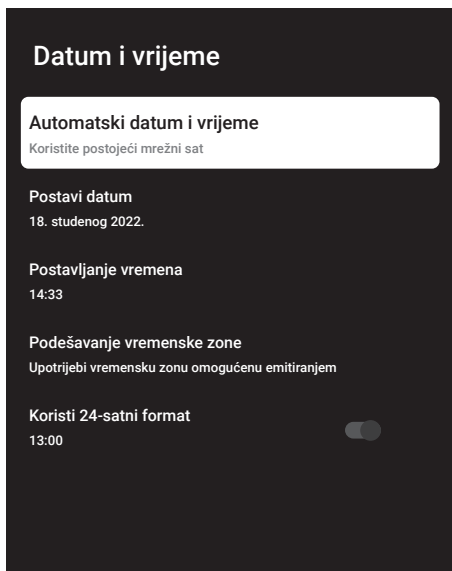 Datum i vrijeme
Automatski datum i vrijeme
Koristite postojeći mrežni sat
Postavi datum
18. studenog 2022.
Postavljanje vremena
14:33
Podešavanje vremenske zone
Upotrijebi vremensku zonu omogućenu emitiranjem
Koristi 24-satni format
13:00